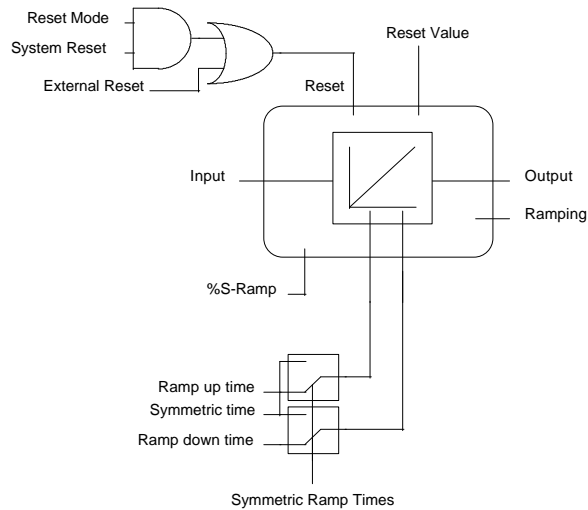 Reset Mode
System Reset
External Reset
Reset
Reset Value
Input
Output
Ramping
%S-Ramp
Ramp up time
Symmetric time
Ramp down time
Symmetric Ramp Times